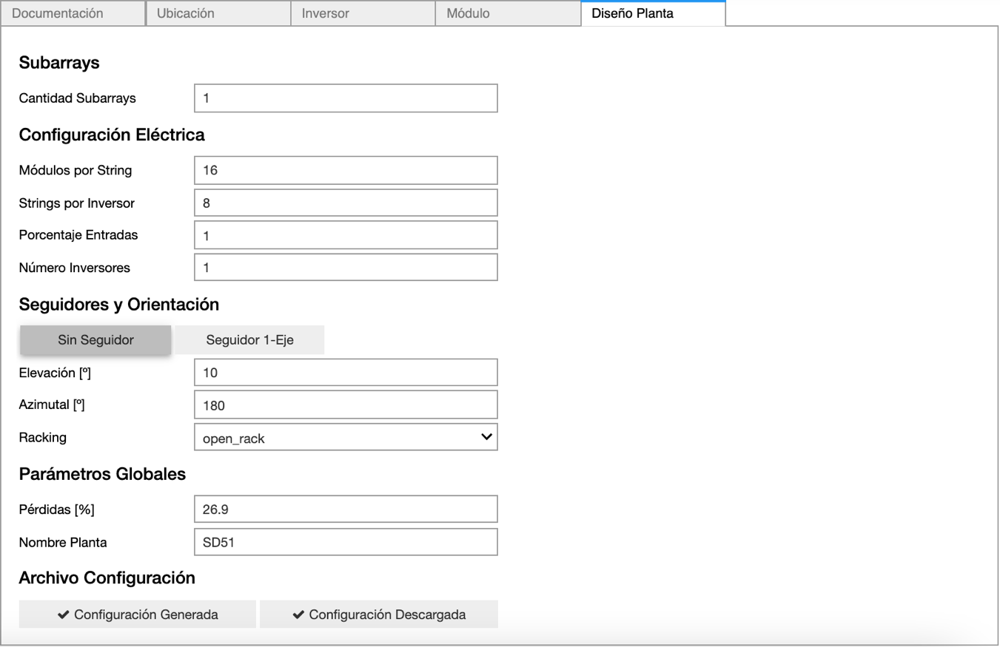 Documentación Ubicación Inversor Módulo Diseño Planta
Subarrays
Cantidad Subarrays 1
Configuración Eléctrica
Módulos por String 16
Strings por Inversor 8
Porcentaje Entradas 1
Número Inversores 1
Seguidores y Orientación
Sin Seguidor Seguidor 1-Eje
Elevación [º] 10
Azimutal [º] 180
Racking open_rack
Parámetros Globales
Pérdidas [%] 26.9
Nombre Planta SD51
Archivo Configuración
✔ Configuración Generada ✔ Configuración Descargada